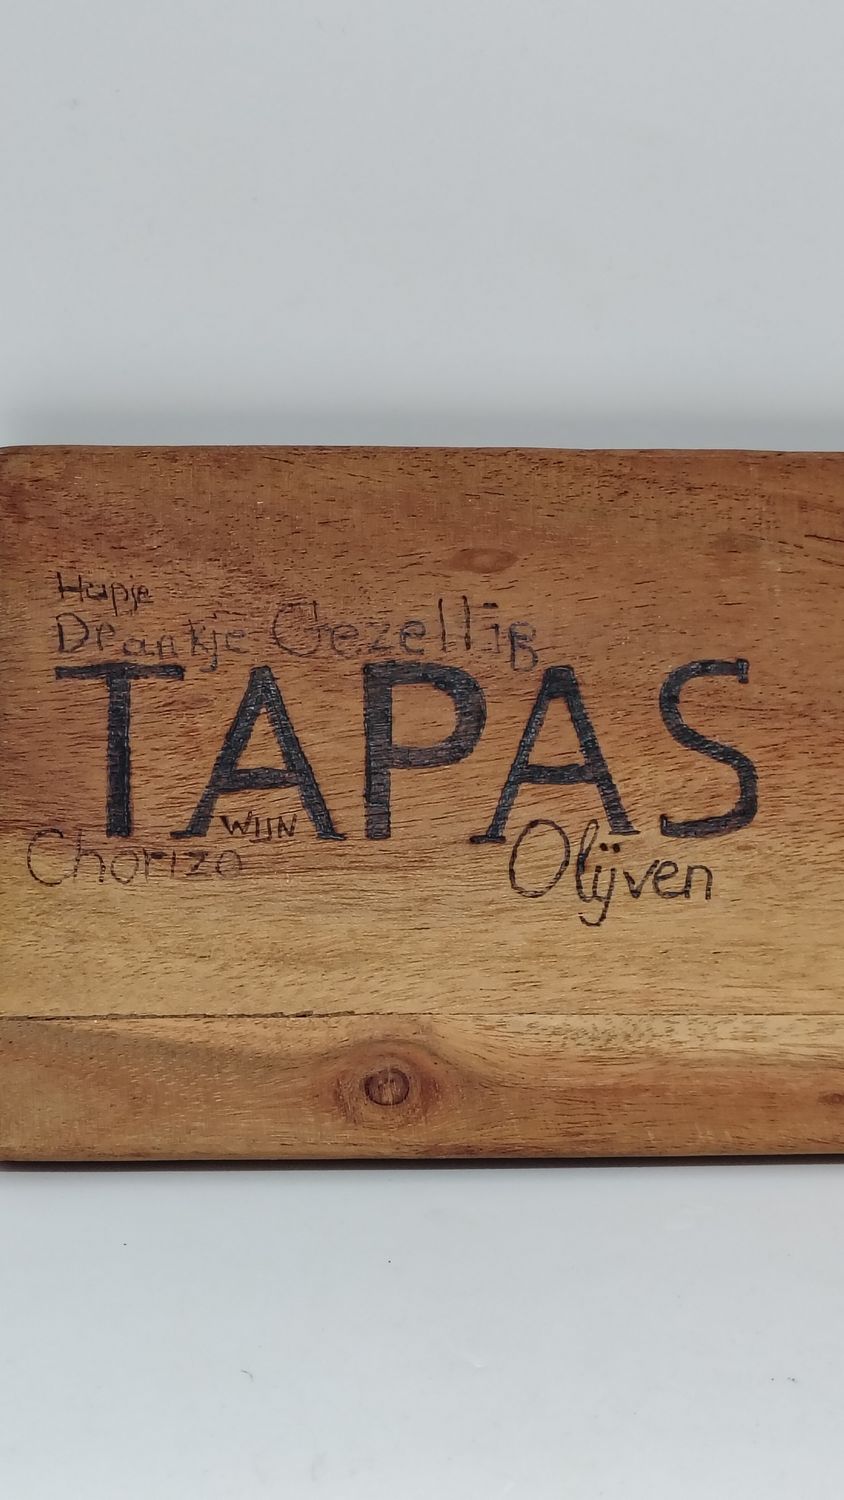 Hapje
Drankje Gezellig
TAPAS
WIJN
Chorizo
Olijven